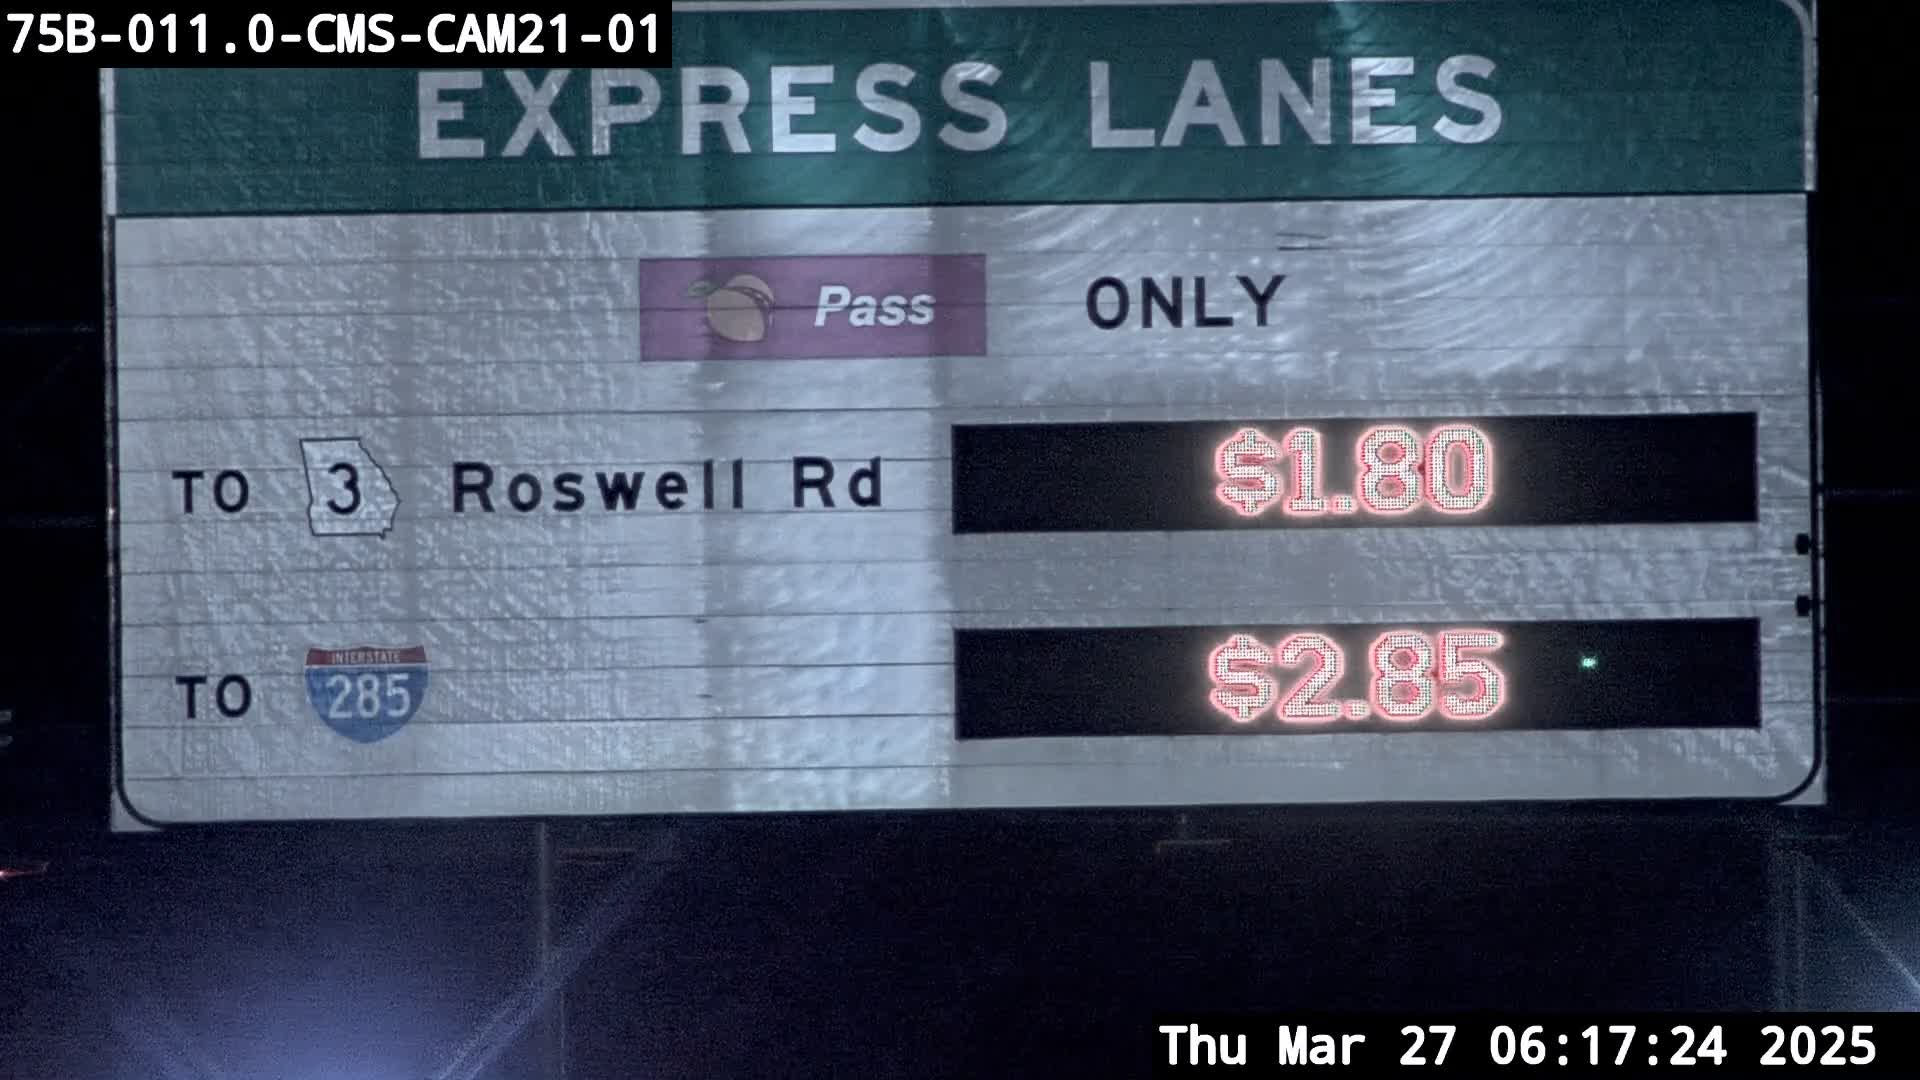 75B-011.0-CMS-CAM21-01
EXPRESS LANES
Pass ONLY
TO 3 Roswell Rd $1.80
TO INTERSTATE 285 $2.85
Thu Mar 27 06:17:24 2025